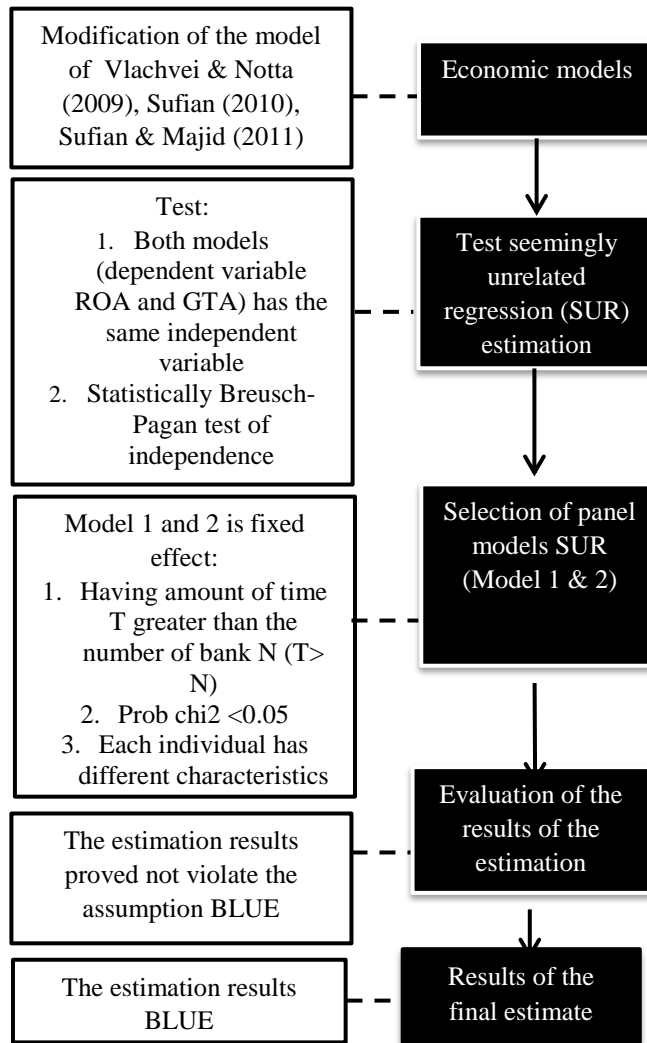 Modification of the model
of Vlachvei & Notta
(2009), Sufian (2010),
Sufian & Majid (2011)
Economic models
Test:
1. Both models
(dependent variable
ROA and GTA) has the
same independent
variable
2. Statistically Breusch-
Pagan test of
independence
Test seemingly
unrelated
regression (SUR)
estimation
Model 1 and 2 is fixed
effect:
1. Having amount of time
T greater than the
number of bank N (T>
N)
2. Prob chi2 <0.05
3. Each individual has
different characteristics
Selection of panel
models SUR
(Model 1 & 2)
The estimation results
proved not violate the
assumption BLUE
Evaluation of the
results of the
estimation
The estimation results
BLUE
Results of the
final estimate